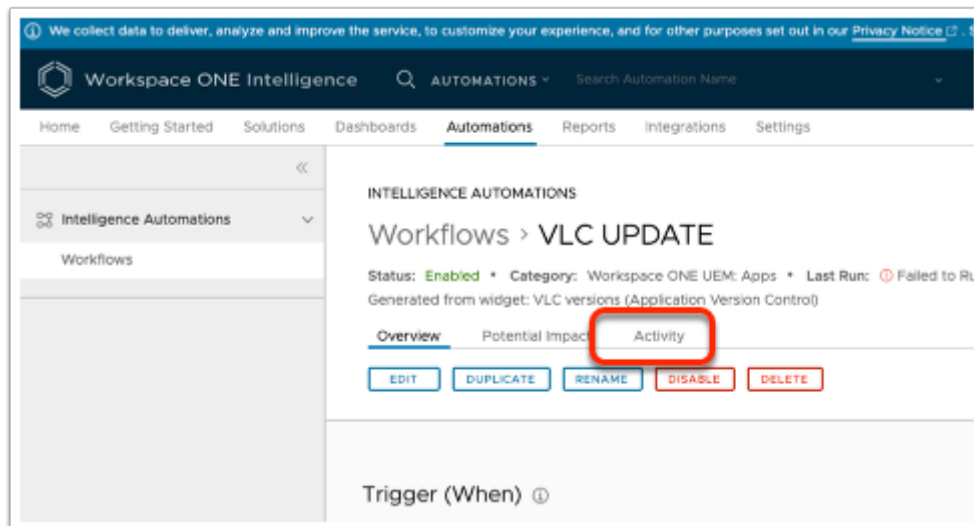 We collect data to deliver, analyze and improve the service, to customize your experience, and for other purposes set out in our Privacy Notice .
Workspace ONE Intelligence AUTOMATIONS Search Automation Name
Home Getting Started Solutions Dashboards Automations Reports Integrations Settings
INTELLIGENCE AUTOMATIONS
Intelligence Automations
Workflows > VLC UPDATE
Workflows
Status: Enabled • Category: Workspace ONE UEM: Apps • Last Run: Failed to Ru
Generated from widget: VLC versions (Application Version Control)
Overview Potential Impact Activity
EDIT DUPLICATE RENAME DISABLE DELETE
Trigger (When)